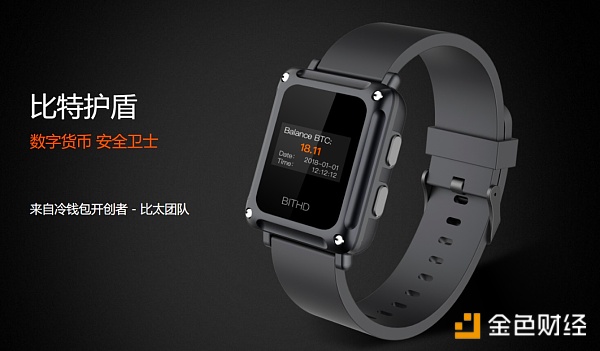 比特护盾
数字货币 安全卫士
来自冷钱包开创者 - 比太团队
Balance BTC:
18.11
Date: 2018-01-01
Time: 12:12:12
BITHD
金色财经